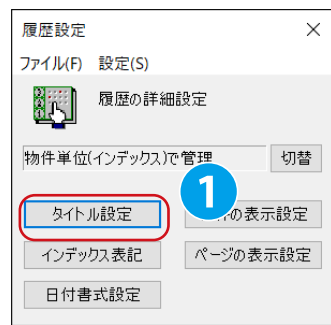 履歴設定
ファイル(F) 設定(S)
履歴の詳細設定
物件単位(インデックス)で管理 切替
1
タイトル設定 の表示設定
インデックス表記 ページの表示設定
日付書式設定